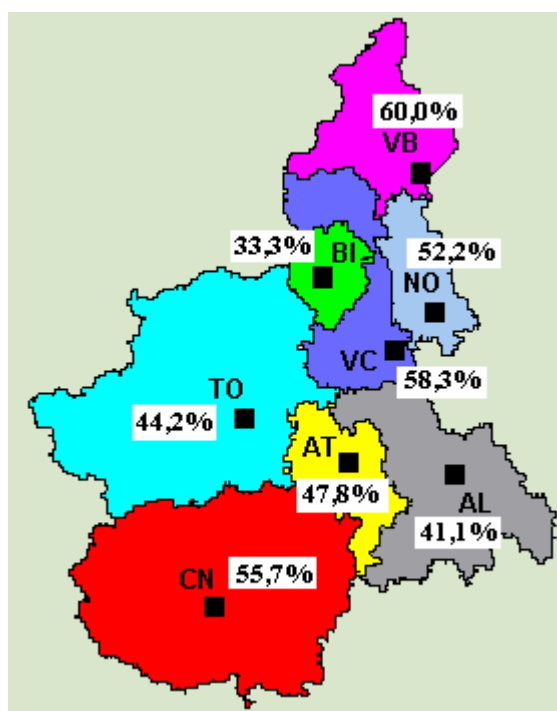 60,0%
VB
33,3%
BI
52,2%
NO
VC
58,3%
TO
44,2%
AT
47,8%
AL
41,1%
CN
55,7%